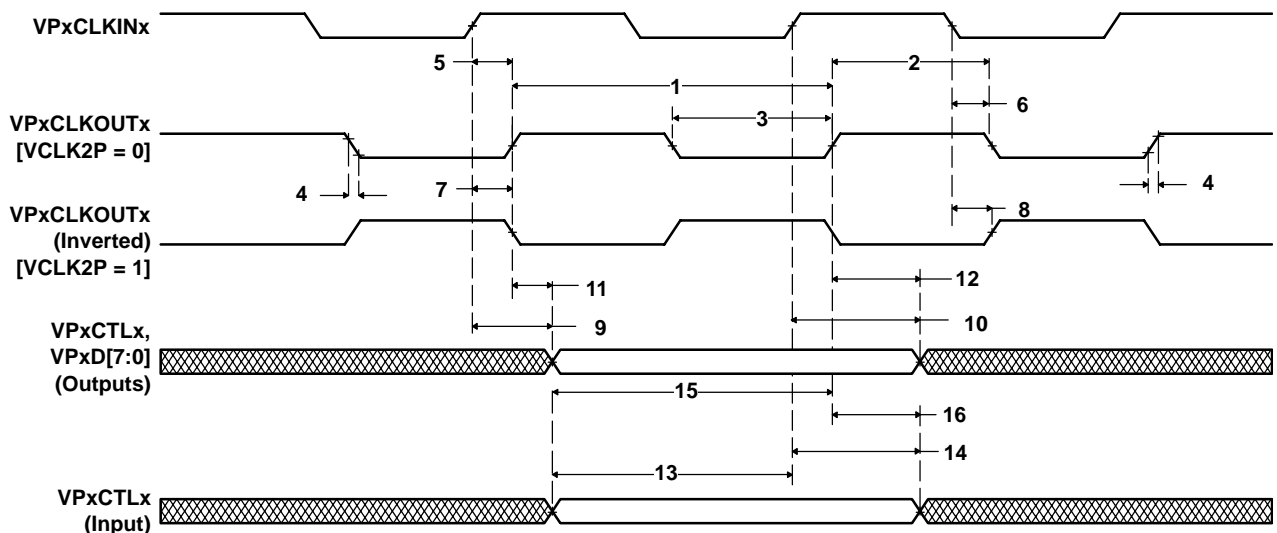 VPxCLKINx
5
2
1
6
VPxCLKOUTx
[VCLK2P = 0]
3
4
7
4
VPxCLKOUTx
(Inverted)
[VCLK2P = 1]
8
11
12
VPxCTLx,
VPxD[7:0]
(Outputs)
9
10
15
16
14
13
VPxCTLx
(Input)